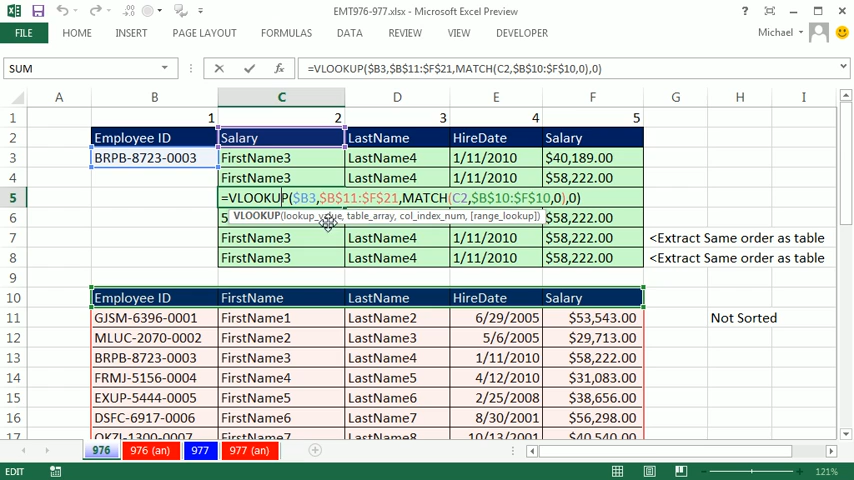 EMT976-977.xlsx - Microsoft Excel Preview
FILE HOME INSERT PAGE LAYOUT FORMULAS DATA REVIEW VIEW DEVELOPER Michael
SUM =VLOOKUP($B3,$B$11:$F$21,MATCH(C2,$B$10:$F$10,0),0)
A B C D E F G H I
1 1 2 3 4 5
2 Employee ID Salary LastName HireDate Salary
3 BRPB-8723-0003 FirstName3 LastName4 1/11/2010 $40,189.00
4 FirstName3 LastName4 1/11/2010 $58,222.00
5 =VLOOKUP($B3,$B$11:$F$21,MATCH(C2,$B$10:$F$10,0),0)
6 5 VLOOKUP(lookup_value, table_array, col_index_num, [range_lookup]) $58,222.00
7 FirstName3 LastName4 1/11/2010 $58,222.00 <Extract Same order as table
8 FirstName3 LastName4 1/11/2010 $58,222.00 <Extract Same order as table
9
10 Employee ID FirstName LastName HireDate Salary
11 GJSM-6396-0001 FirstName1 LastName2 6/29/2005 $53,543.00 Not Sorted
12 MLUC-2070-0002 FirstName2 LastName3 5/6/2005 $29,713.00
13 BRPB-8723-0003 FirstName3 LastName4 1/11/2010 $58,222.00
14 FRMJ-5156-0004 FirstName4 LastName5 4/12/2010 $31,083.00
15 EXUP-5444-0005 FirstName5 LastName6 2/25/2008 $38,656.00
16 DSFC-6917-0006 FirstName6 LastName7 8/30/2001 $56,298.00
17 OKZI-1300-0007 FirstName7 LastName8 10/13/2001 $40,540.00
976 976 (an) 977 977 (an)
EDIT 121%